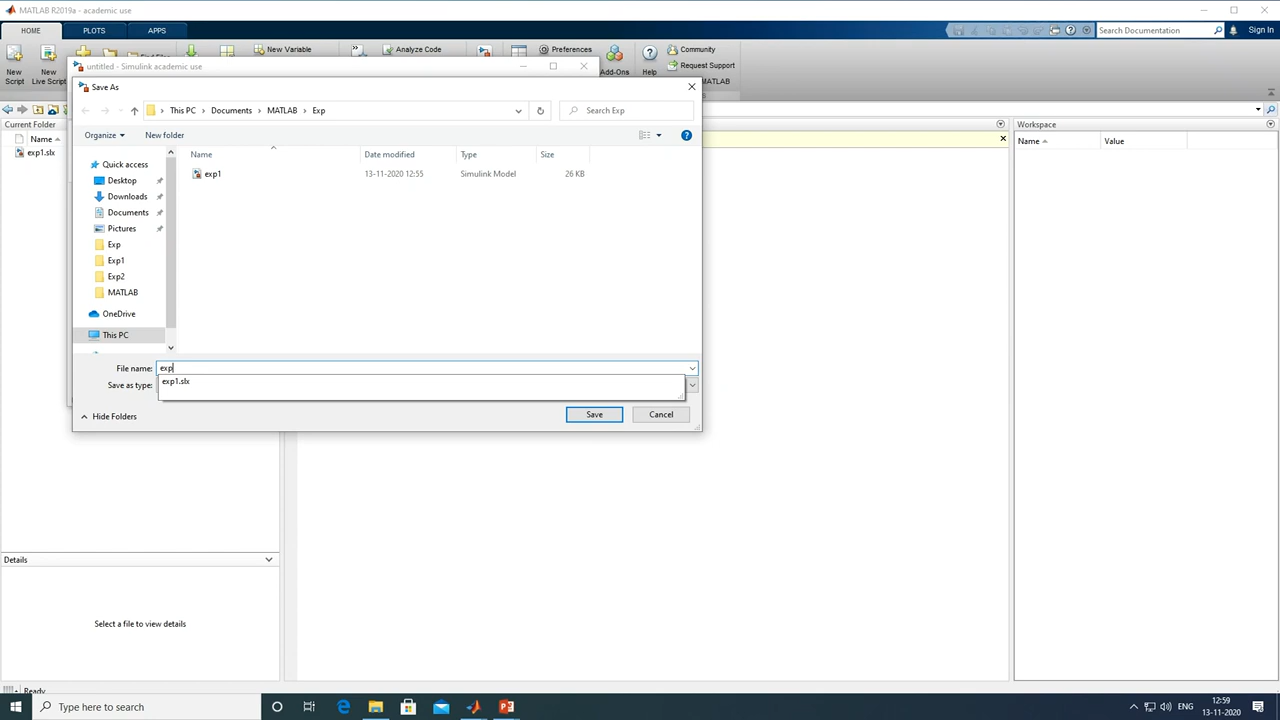 MATLAB R2019a - academic use
HOME PLOTS APPS
Search Documentation Sign In
New Script
New Live Script
New Variable
Analyze Code
Preferences
Add-Ons
Help
Community
Request Support
MATLAB
untitled - Simulink academic use
Save As
This PC > Documents > MATLAB > Exp
Search Exp
Organize New folder
Current Folder
Name
exp1.slx
Workspace
Name Value
Name Date modified Type Size
exp1 13-11-2020 12:55 Simulink Model 26 KB
Quick access
Desktop
Downloads
Documents
Pictures
Exp
Exp1
Exp2
MATLAB
OneDrive
This PC
File name: exp
exp1.slx
Save as type:
Hide Folders Save Cancel
Details
Select a file to view details
Ready
Type here to search
ENG
12:59
13-11-2020